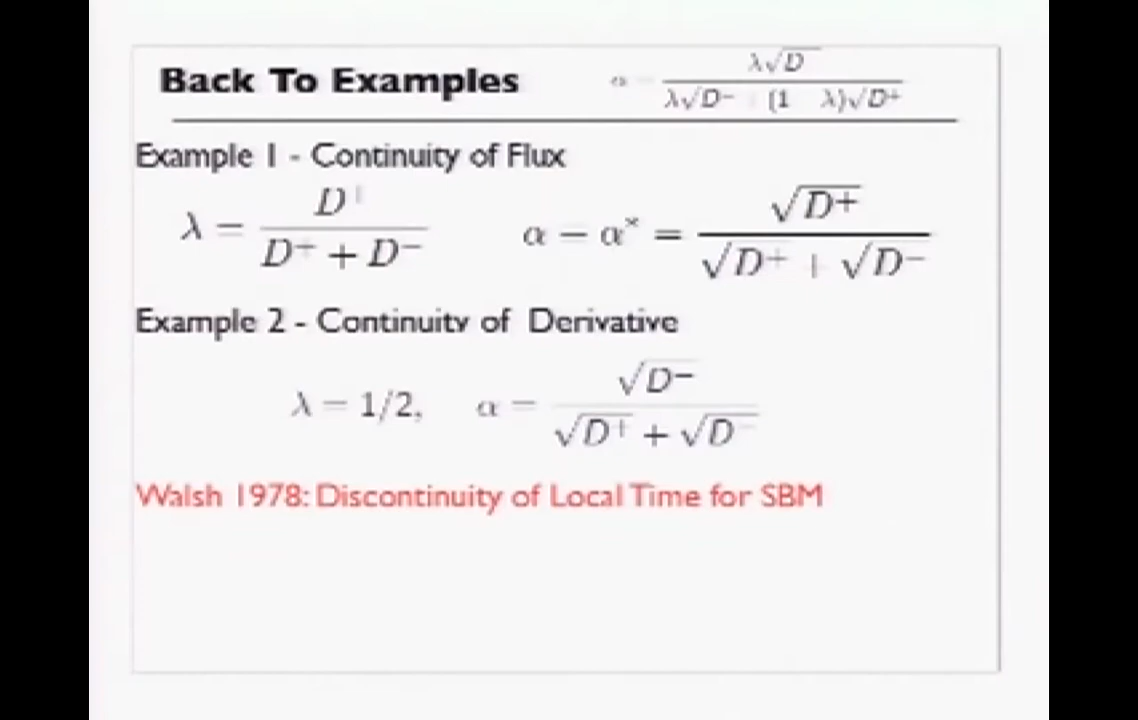 Back To Examples
α = λ√D⁻ / (λ√D⁻ + (1 − λ)√D⁺)
Example 1 - Continuity of Flux
λ = D⁺ / (D⁺ + D⁻)   α = α* = √D⁺ / (√D⁺ + √D⁻)
Example 2 - Continuity of Derivative
λ = 1/2,   α = √D⁻ / (√D⁺ + √D⁻)
Walsh 1978: Discontinuity of Local Time for SBM